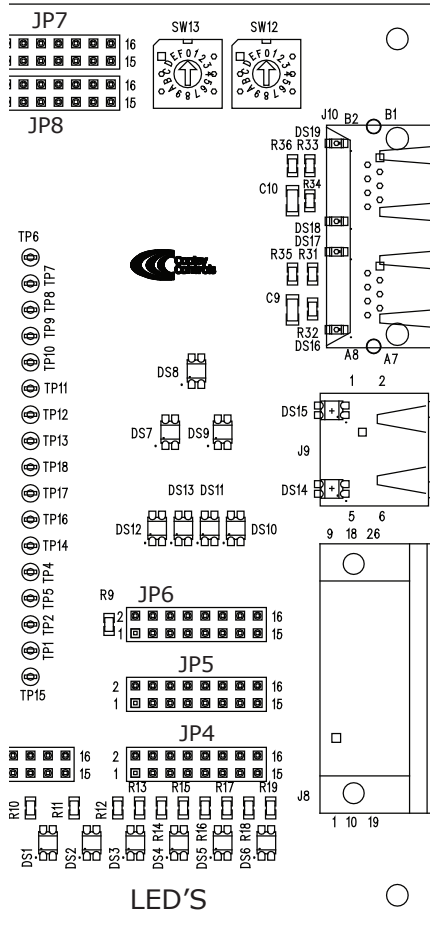 JP7
SW13 SW12
16
15
16
15
JP8
DEF0123456789ABC
DEF0123456789ABC
J10 B2 B1
DS19
R36 R33
C10 R34
DS18
DS17
R35 R31
C9
R32
DS16 A8 A7
TP6
TP7
TP8
TP9
TP10
TP11
TP12
TP13
TP18
TP17
TP16
TP14
TP4
TP5
TP2
TP1
TP15
Copley
Controls
DS8
DS7 DS9
DS13 DS11
DS12 DS10
1 2
DS15
J9
DS14
5 6
9 18 26
J8
1 10 19
R9 JP6
2 16
1 15
JP5
2 16
1 15
JP4
16 2 16
15 1 15
R10 R11 R12 R13 R14 R15 R16 R17 R18 R19
DS1 DS2 DS3 DS4 DS5 DS6
LED'S